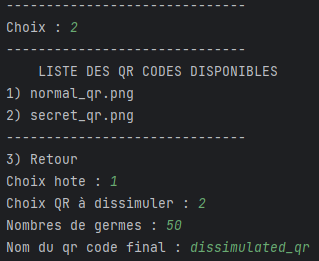 ------------------------------
Choix : 2
------------------------------
    LISTE DES QR CODES DISPONIBLES
1) normal_qr.png
2) secret_qr.png
------------------------------
3) Retour
Choix hote : 1
Choix QR à dissimuler : 2
Nombres de germes : 50
Nom du qr code final : dissimulated_qr